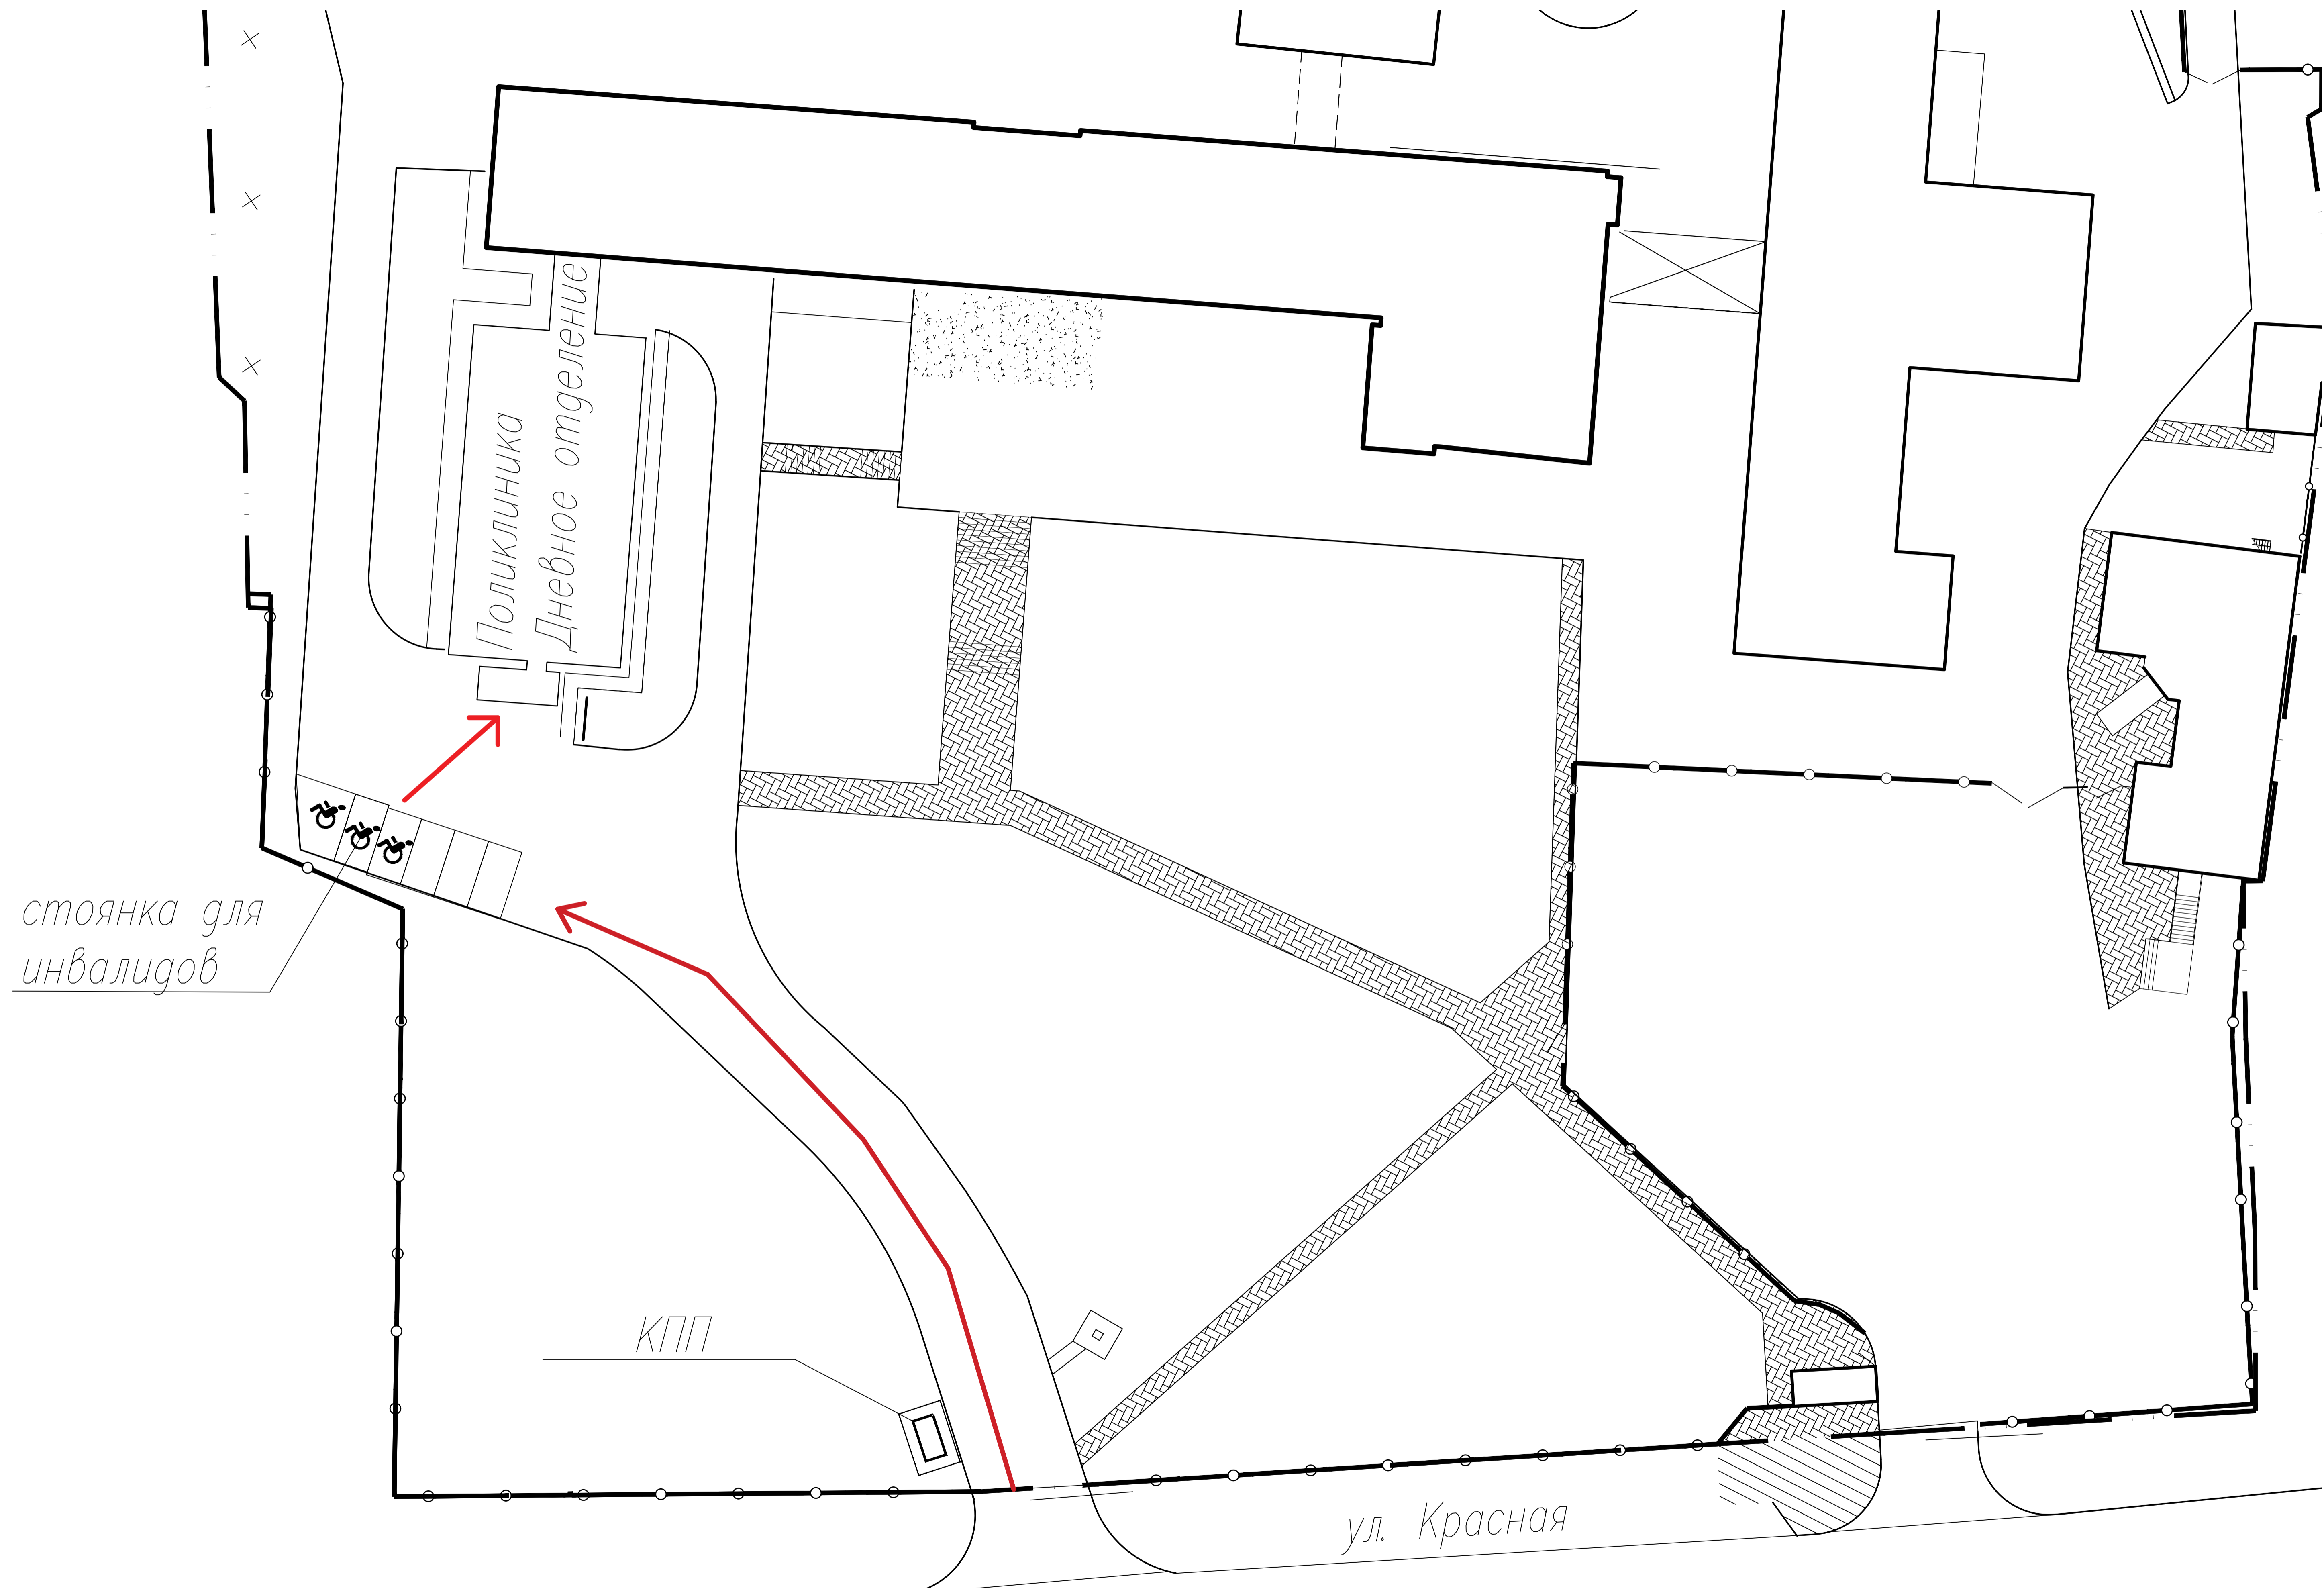 Поликлиника
Дневное отделение
стоянка для
инвалидов
КПП
ул. Красная